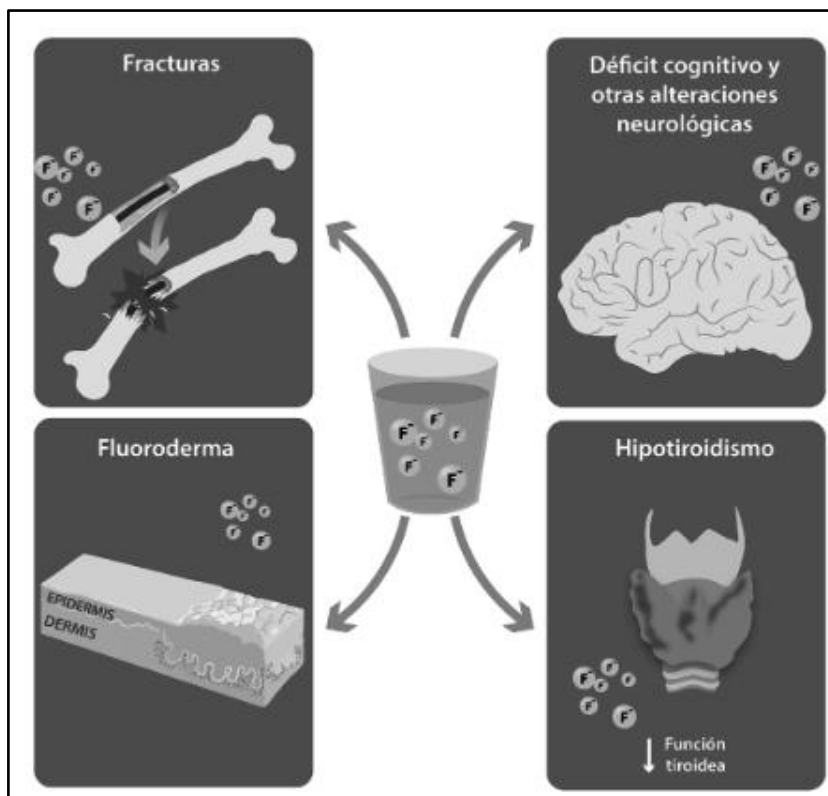 Fracturas
F⁻ F⁻ F⁻ F⁻ F⁻ F⁻
Déficit cognitivo y
otras alteraciones
neurológicas
F⁻ F⁻ F⁻ F⁻ F⁻ F⁻
F⁻ F⁻ F⁻ F⁻ F⁻ F⁻
Fluoroderma
F⁻ F⁻ F⁻ F⁻ F⁻ F⁻
EPIDERMIS
DERMIS
Hipotiroidismo
F⁻ F⁻ F⁻ F⁻ F⁻ F⁻
↓ Función
tiroidea